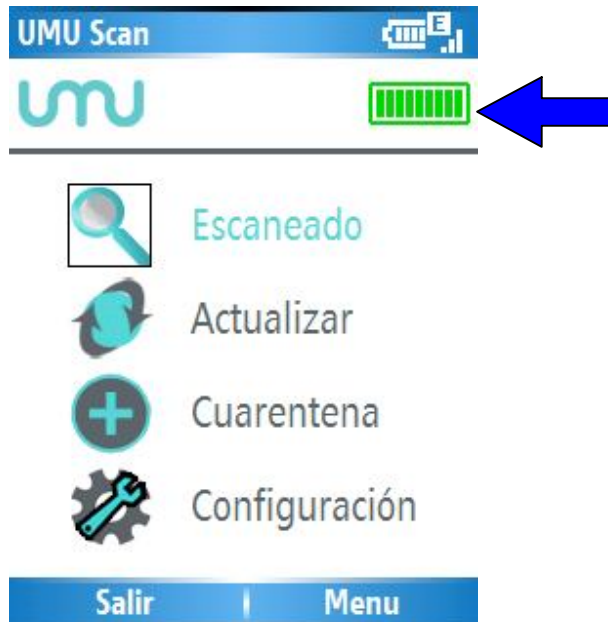 UMU Scan
E
umu
Escaneado
Actualizar
Cuarentena
Configuración
Salir Menu